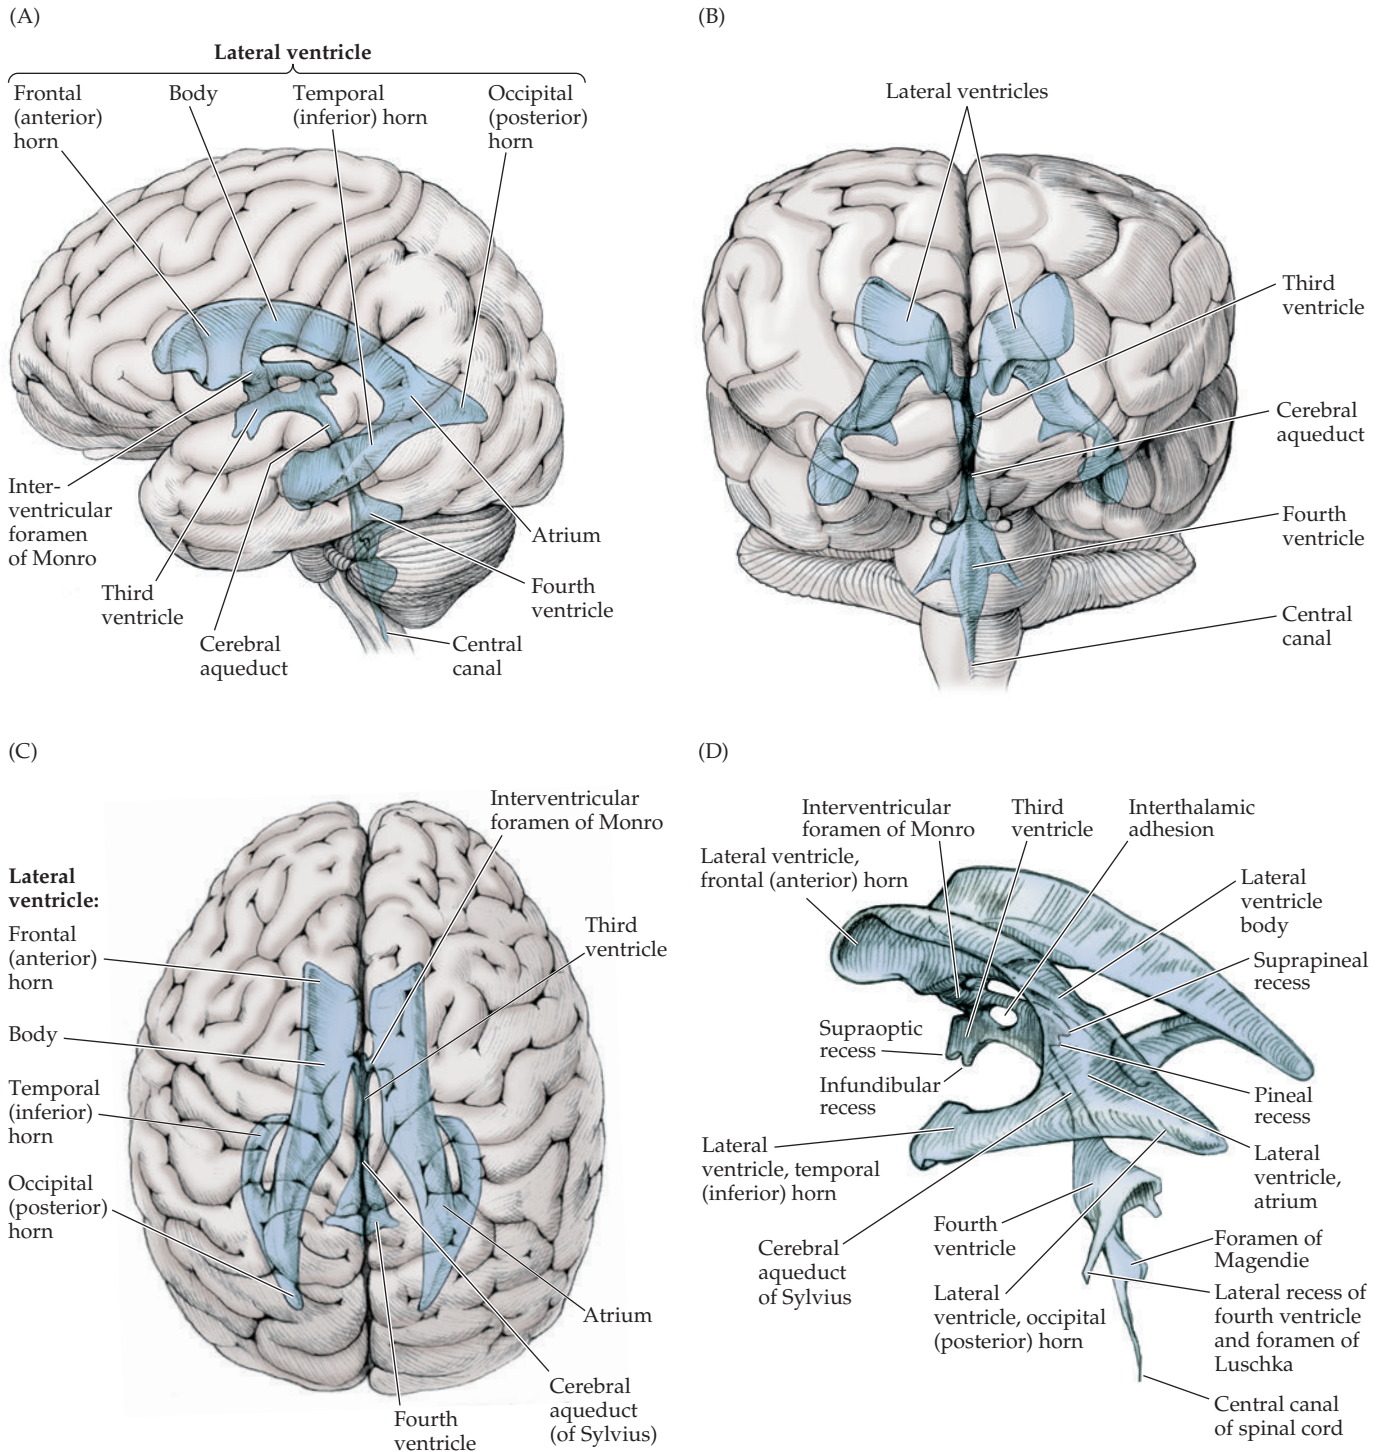 (A)
Lateral ventricle
Frontal
(anterior)
horn
Body
Temporal
(inferior) horn
Occipital
(posterior)
horn
Inter-
ventricular
foramen
of Monro
Third
ventricle
Cerebral
aqueduct
Central
canal
Fourth
ventricle
Atrium
(B)
Lateral ventricles
Third
ventricle
Cerebral
aqueduct
Fourth
ventricle
Central
canal
(C)
Interventricular
foramen of Monro
Lateral
ventricle:
Frontal
(anterior)
horn
Body
Temporal
(inferior)
horn
Occipital
(posterior)
horn
Third
ventricle
Atrium
Cerebral
aqueduct
(of Sylvius)
Fourth
ventricle
(D)
Interventricular
foramen of Monro
Third
ventricle
Interthalamic
adhesion
Lateral ventricle,
frontal (anterior) horn
Lateral
ventricle
body
Suprapineal
recess
Supraoptic
recess
Infundibular
recess
Pineal
recess
Lateral
ventricle, temporal
(inferior) horn
Lateral
ventricle,
atrium
Cerebral
aqueduct
of Sylvius
Fourth
ventricle
Lateral
ventricle, occipital
(posterior) horn
Foramen of
Magendie
Lateral recess of
fourth ventricle
and foramen of
Luschka
Central canal
of spinal cord